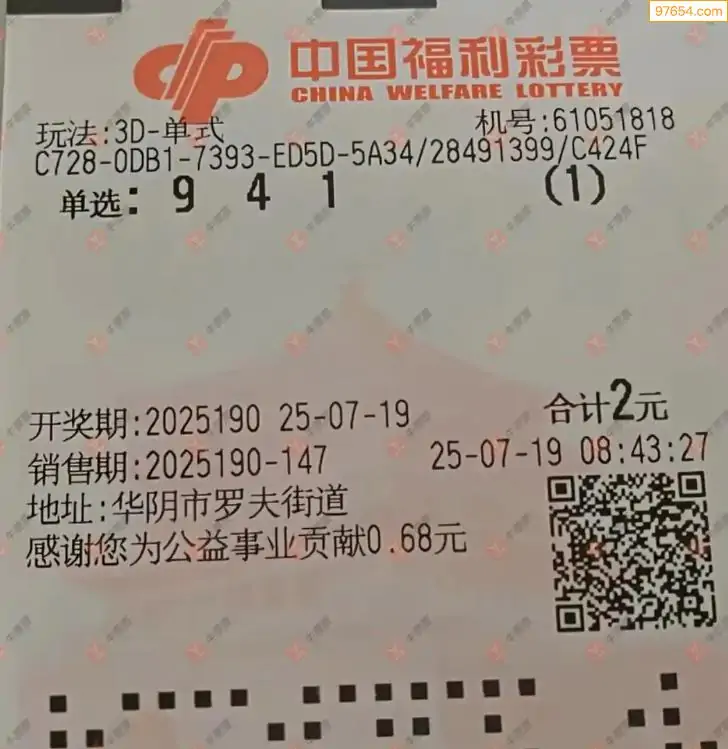 97654.com
中国福利彩票
CHINA WELFARE LOTTERY
玩法:3D-单式 机号:61051818
C728-0DB1-7393-ED5D-5A34/28491399/C424F
单选: 9 4 1 (1)
开奖期:2025190 25-07-19 合计2元
销售期:2025190-147 25-07-19 08:43:27
地址:华阴市罗夫街道
感谢您为公益事业贡献0.68元